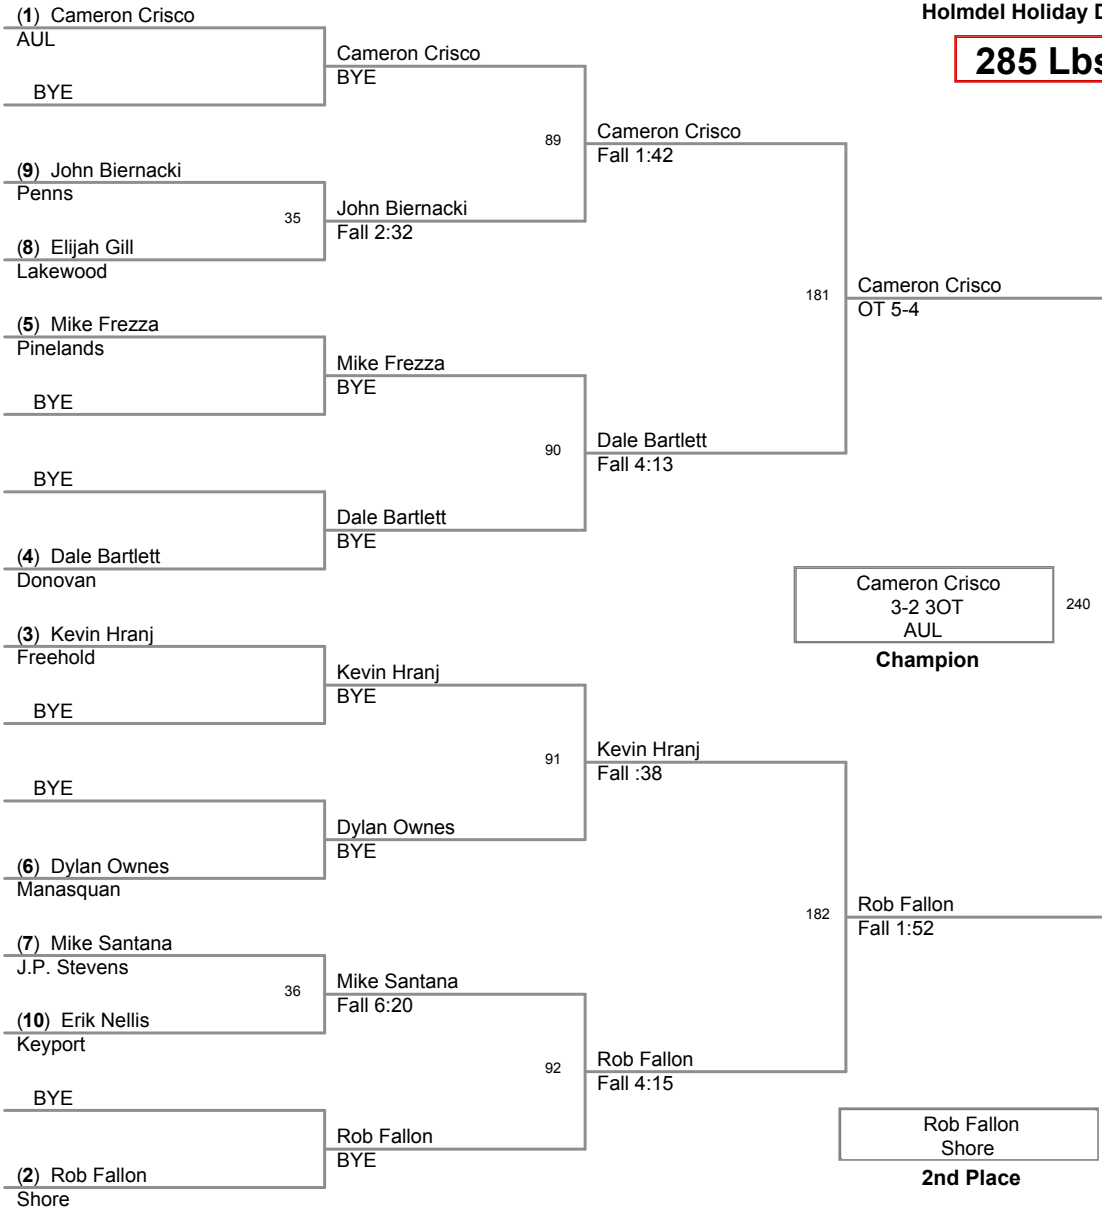 Holmdel Holiday D
285 Lbs
(1) Cameron Crisco
AUL
BYE
Cameron Crisco
BYE
89
Cameron Crisco
Fall 1:42
(9) John Biernacki
Penns
35
John Biernacki
Fall 2:32
(8) Elijah Gill
Lakewood
181
Cameron Crisco
OT 5-4
(5) Mike Frezza
Pinelands
Mike Frezza
BYE
BYE
90
Dale Bartlett
Fall 4:13
BYE
Dale Bartlett
BYE
(4) Dale Bartlett
Donovan
Cameron Crisco
3-2 3OT
AUL
240
Champion
(3) Kevin Hranj
Freehold
Kevin Hranj
BYE
BYE
91
Kevin Hranj
Fall :38
BYE
Dylan Ownes
BYE
(6) Dylan Ownes
Manasquan
182
Rob Fallon
Fall 1:52
(7) Mike Santana
J.P. Stevens
36
Mike Santana
Fall 6:20
(10) Erik Nellis
Keyport
92
Rob Fallon
Fall 4:15
BYE
Rob Fallon
BYE
(2) Rob Fallon
Shore
Rob Fallon
Shore
2nd Place